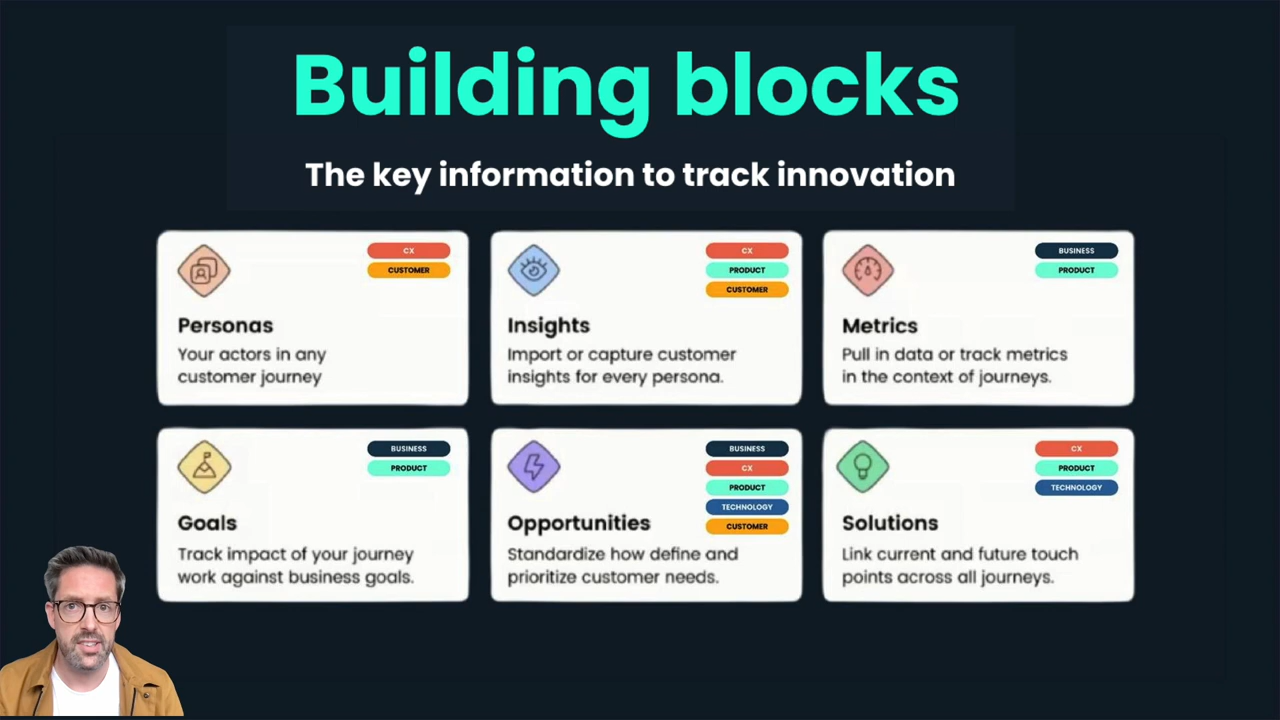 Building blocks
The key information to track innovation
CX
CUSTOMER
Personas
Your actors in any
customer journey
CX
PRODUCT
CUSTOMER
Insights
Import or capture customer
insights for every persona.
BUSINESS
PRODUCT
Metrics
Pull in data or track metrics
in the context of journeys.
BUSINESS
PRODUCT
Goals
Track impact of your journey
work against business goals.
BUSINESS
CX
PRODUCT
TECHNOLOGY
CUSTOMER
Opportunities
Standardize how define and
prioritize customer needs.
CX
PRODUCT
TECHNOLOGY
Solutions
Link current and future touch
points across all journeys.